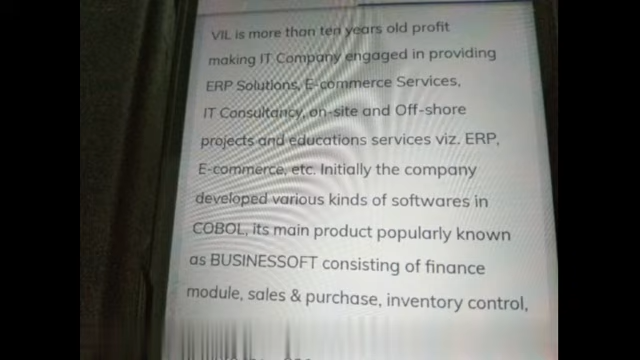 VIL is more than ten years old profit
making IT Company engaged in providing
ERP Solutions, E-commerce Services,
IT Consultancy, on-site and Off-shore
projects and educations services viz. ERP,
E-commerce, etc. Initially the company
developed various kinds of softwares in
COBOL, its main product popularly known
as BUSINESSOFT consisting of finance
module, sales & purchase, inventory control,